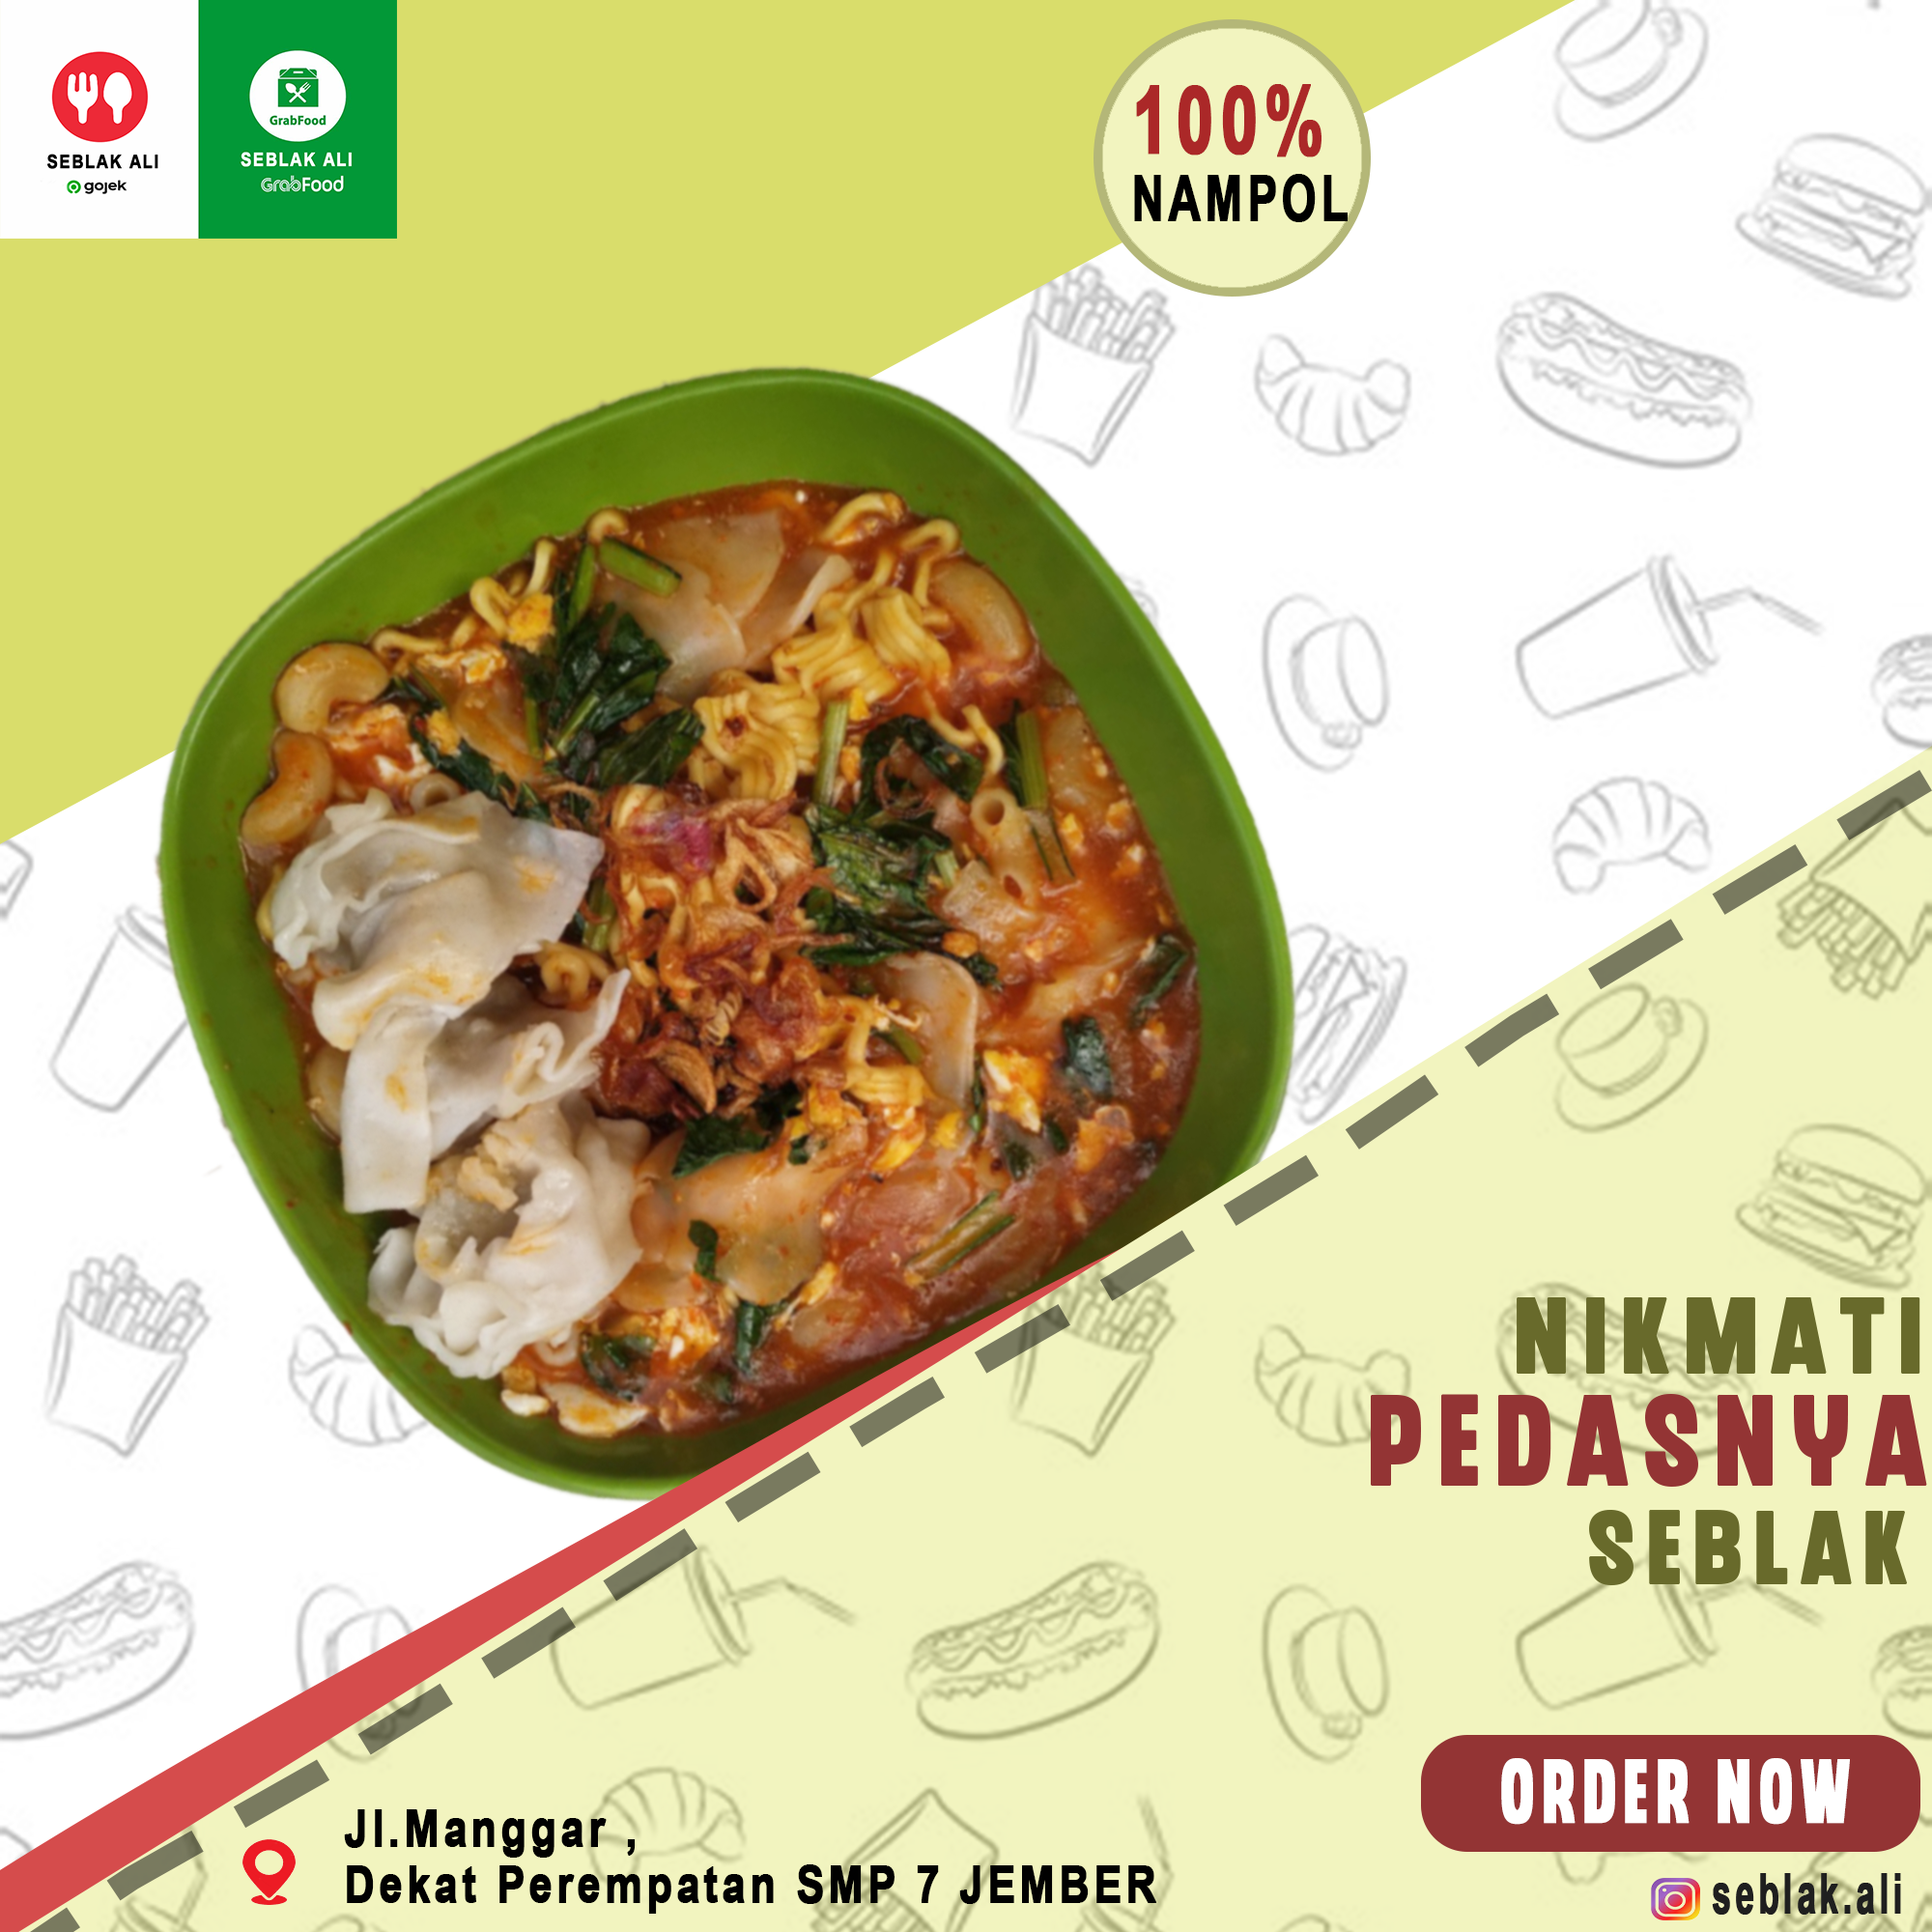 GrabFood
SEBLAK ALI
gojek
SEBLAK ALI
GrabFood
100%
NAMPOL
NIKMATI
PEDASNYA
SEBLAK
ORDER NOW
Jl.Manggar ,
Dekat Perempatan SMP 7 JEMBER
seblak.ali